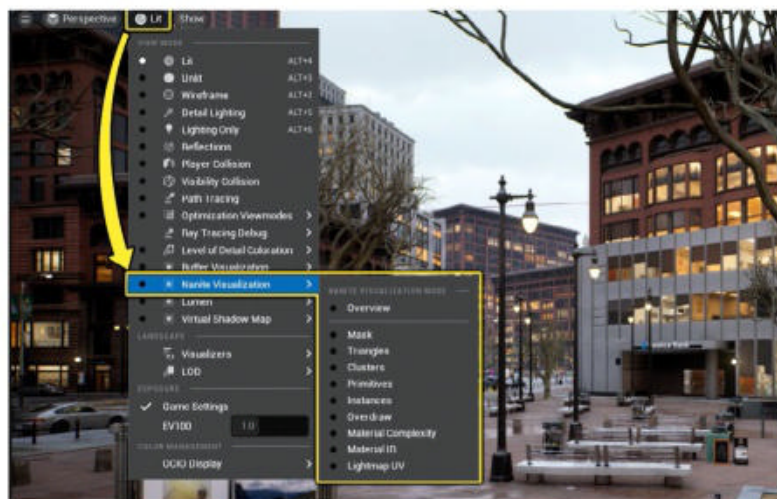 Perspective Lit Show
VIEW MODE
Lit ALT+4
Unlit ALT+3
Wireframe ALT+2
Detail Lighting ALT+5
Lighting Only ALT+6
Reflections
Player Collision
Visibility Collision
Path Tracing
Optimization Viewmodes
Ray Tracing Debug
Level of Detail Coloration
Buffer Visualization
Nanite Visualization
Lumen
Virtual Shadow Map
LANDSCAPE
Visualizers
LOD
EXPOSURE
Game Settings
EV100 1.0
COLOR MANAGEMENT
OCIO Display
NANITE VISUALIZATION MODE
Overview
Mask
Triangles
Clusters
Primitives
Instances
Overdraw
Material Complexity
Material ID
Lightmap UV